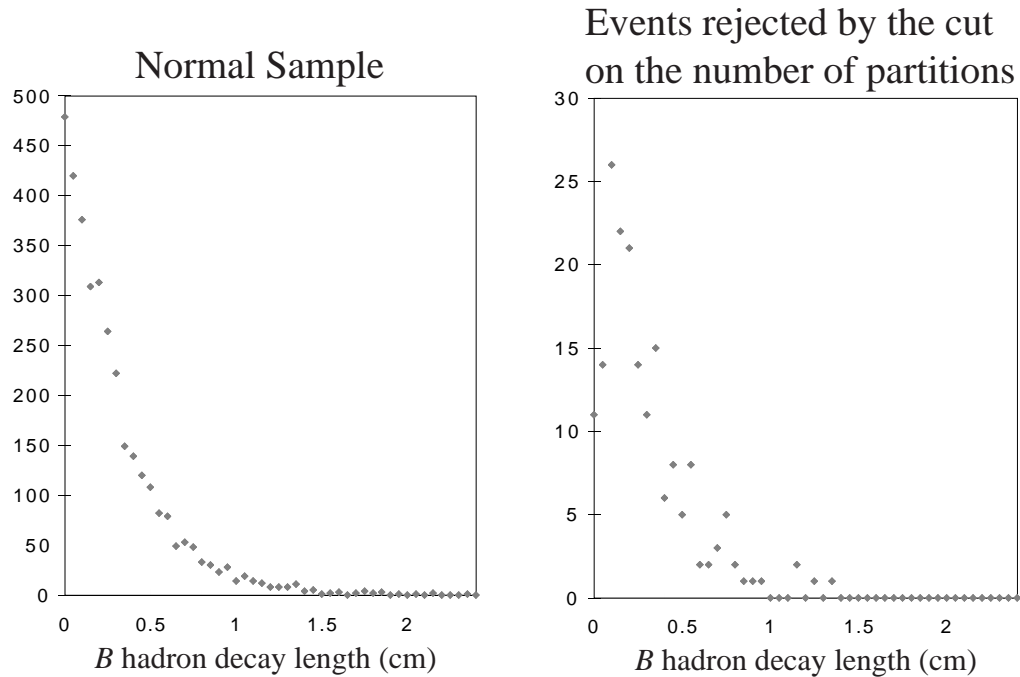 Normal Sample
500
450
400
350
300
250
200
150
100
50
0
0 0.5 1 1.5 2
B hadron decay length (cm)
Events rejected by the cut
on the number of partitions
30
25
20
15
10
5
0
0 0.5 1 1.5 2
B hadron decay length (cm)